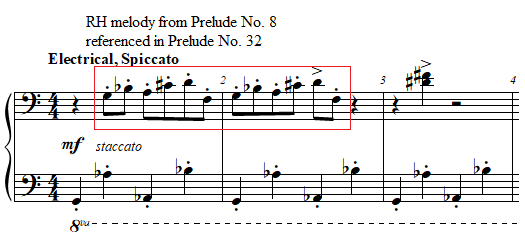 RH melody from Prelude No. 8
referenced in Prelude No. 32
Electrical, Spiccato
2
3
4
mf staccato
8va